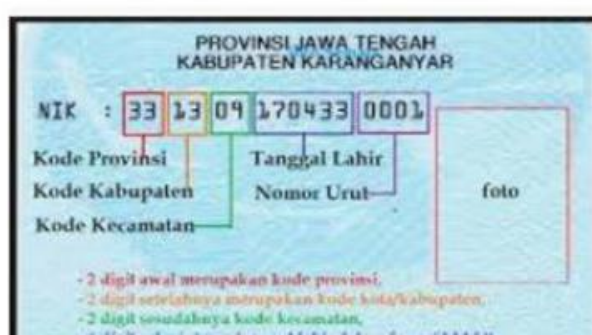 PROVINSI JAWA TENGAH
KABUPATEN KARANGANYAR
NIK : 33 13 09 170433 0001
Kode Provinsi
Tanggal Lahir
Kode Kabupaten
Nomor Urut
foto
Kode Kecamatan
- 2 digit awal merupakan kode provinsi,
- 2 digit setelahnya merupakan kode kota/kabupaten,
- 2 digit sesudahnya kode kecamatan,